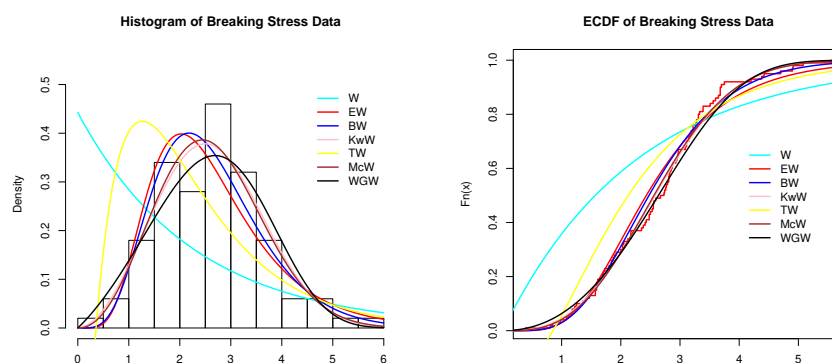 Histogram of Breaking Stress Data
Density
0.0 0.1 0.2 0.3 0.4 0.5
0 1 2 3 4 5 6
W
EW
BW
KwW
TW
McW
WGW
ECDF of Breaking Stress Data
Fn(x)
0.0 0.2 0.4 0.6 0.8 1.0
1 2 3 4 5
W
EW
BW
KwW
TW
McW
WGW